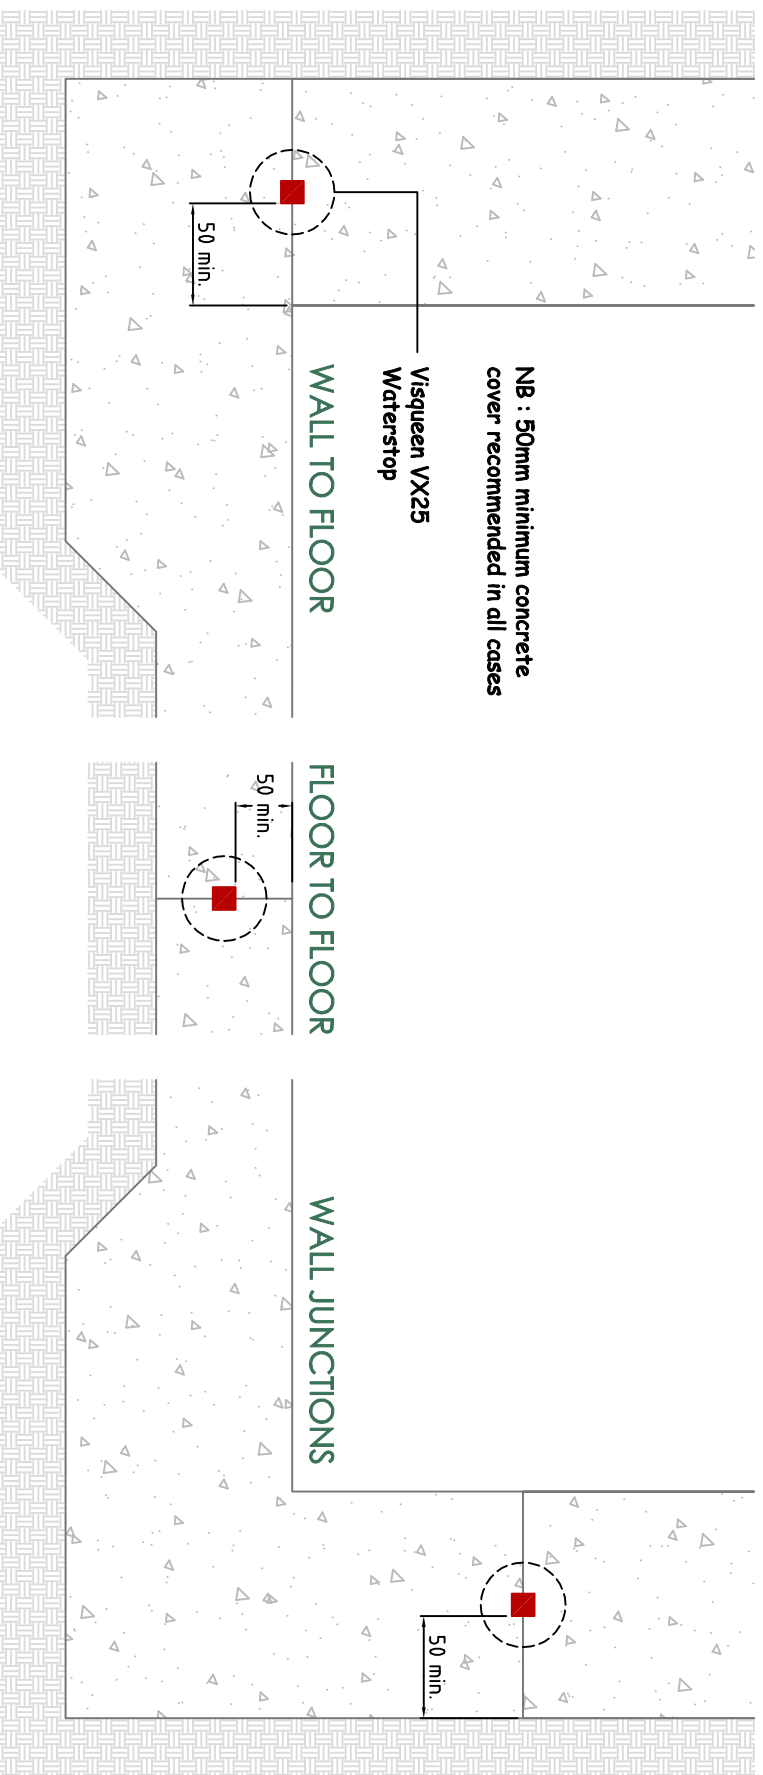 NB : 50mm minimum concrete
cover recommended in all cases
Visqueen VX25
Waterstop
50 min.
WALL TO FLOOR
50 min.
FLOOR TO FLOOR
WALL JUNCTIONS
50 min.